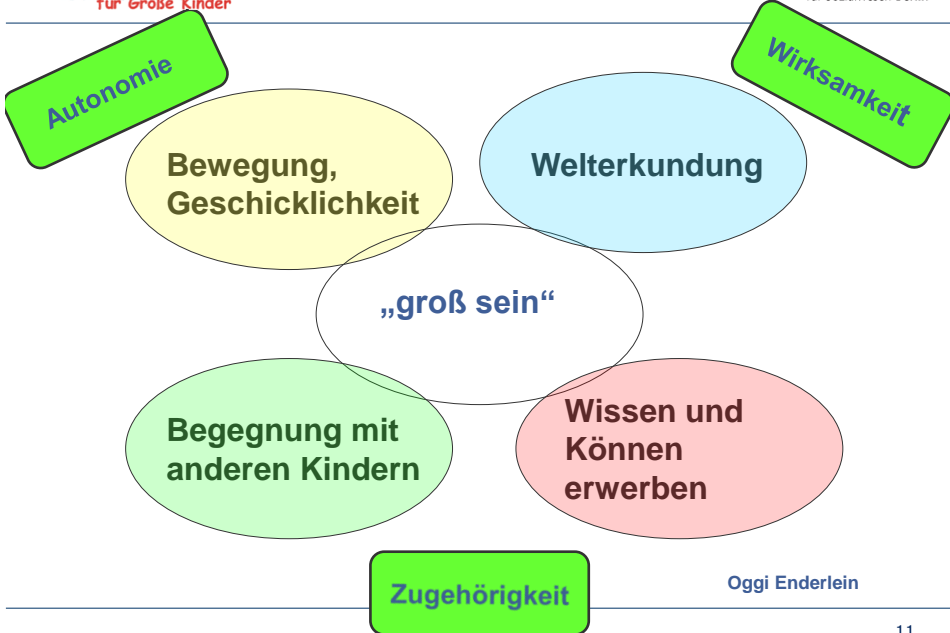 für Große Kinder
Autonomie
Wirksamkeit
Bewegung,
Geschicklichkeit
Welterkundung
„groß sein“
Begegnung mit
anderen Kindern
Wissen und
Können
erwerben
Zugehörigkeit
Oggi Enderlein
11